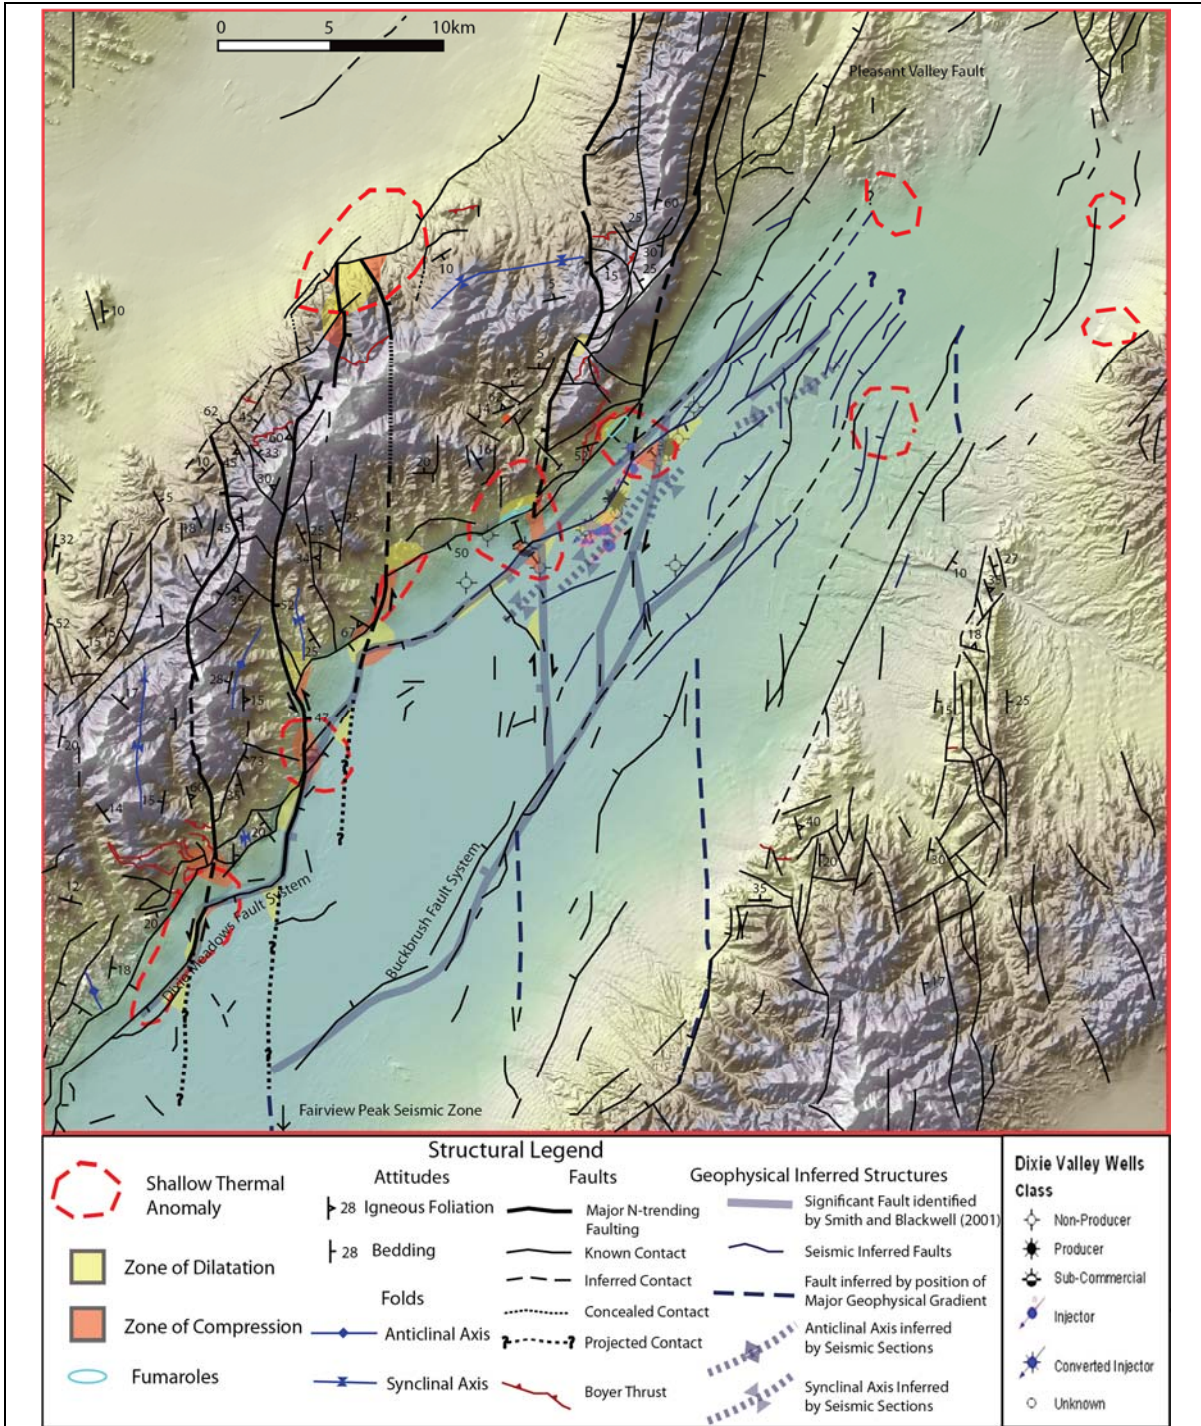 0 5 10km
Pleasant Valley Fault
Dixie Meadows Fault System
Buckbrush Fault System
Fairview Peak Seismic Zone
Structural Legend
Shallow Thermal
Anomaly
Zone of Dilatation
Zone of Compression
Fumaroles
Attitudes
28 Igneous Foliation
28 Bedding
Folds
Anticlinal Axis
Synclinal Axis
Faults
Major N-trending
Faulting
Known Contact
Inferred Contact
Concealed Contact
? ? Projected Contact
Boyer Thrust
Geophysical Inferred Structures
Significant Fault identified
by Smith and Blackwell (2001)
Seismic Inferred Faults
Fault inferred by position of
Major Geophysical Gradient
Anticlinal Axis inferred
by Seismic Sections
Synclinal Axis Inferred
by Seismic Sections
Dixie Valley Wells
Class
Non-Producer
Producer
Sub-Commercial
Injector
Converted Injector
Unknown